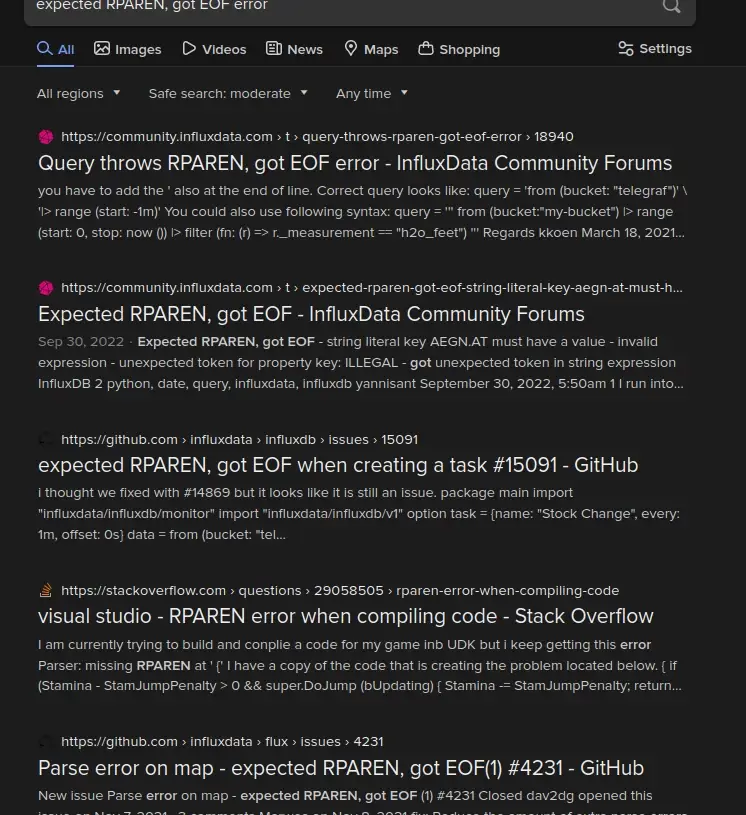 expected RPAREN, got EOF error
All Images Videos News Maps Shopping Settings
All regions Safe search: moderate Any time
https://community.influxdata.com › t › query-throws-rparen-got-eof-error › 18940
Query throws RPAREN, got EOF error - InfluxData Community Forums
you have to add the ' also at the end of line. Correct query looks like: query = 'from (bucket: "telegraf")' \
'|> range (start: -1m)' You could also use following syntax: query = ''' from (bucket:"my-bucket") |> range
(start: 0, stop: now ()) |> filter (fn: (r) => r._measurement == "h2o_feet") ''' Regards kkoen March 18, 2021...
https://community.influxdata.com › t › expected-rparen-got-eof-string-literal-key-aegn-at-must-h...
Expected RPAREN, got EOF - InfluxData Community Forums
Sep 30, 2022 · Expected RPAREN, got EOF - string literal key AEGN.AT must have a value - invalid
expression - unexpected token for property key: ILLEGAL - got unexpected token in string expression
InfluxDB 2 python, date, query, influxdata, influxdb yannisant September 30, 2022, 5:50am 1 I run into...
https://github.com › influxdata › influxdb › issues › 15091
expected RPAREN, got EOF when creating a task #15091 - GitHub
i thought we fixed with #14869 but it looks like it is still an issue. package main import
"influxdata/influxdb/monitor" import "influxdata/influxdb/v1" option task = {name: "Stock Change", every:
1m, offset: 0s} data = from (bucket: "tel...
https://stackoverflow.com › questions › 29058505 › rparen-error-when-compiling-code
visual studio - RPAREN error when compiling code - Stack Overflow
I am currently trying to build and conplie a code for my game inb UDK but i keep getting this error
Parser: missing RPAREN at ' {' I have a copy of the code that is creating the problem located below. { if
(Stamina - StamJumpPenalty > 0 && super.DoJump (bUpdating) { Stamina -= StamJumpPenalty; return...
https://github.com › influxdata › flux › issues › 4231
Parse error on map - expected RPAREN, got EOF(1) #4231 - GitHub
New issue Parse error on map - expected RPAREN, got EOF (1) #4231 Closed dav2dg opened this